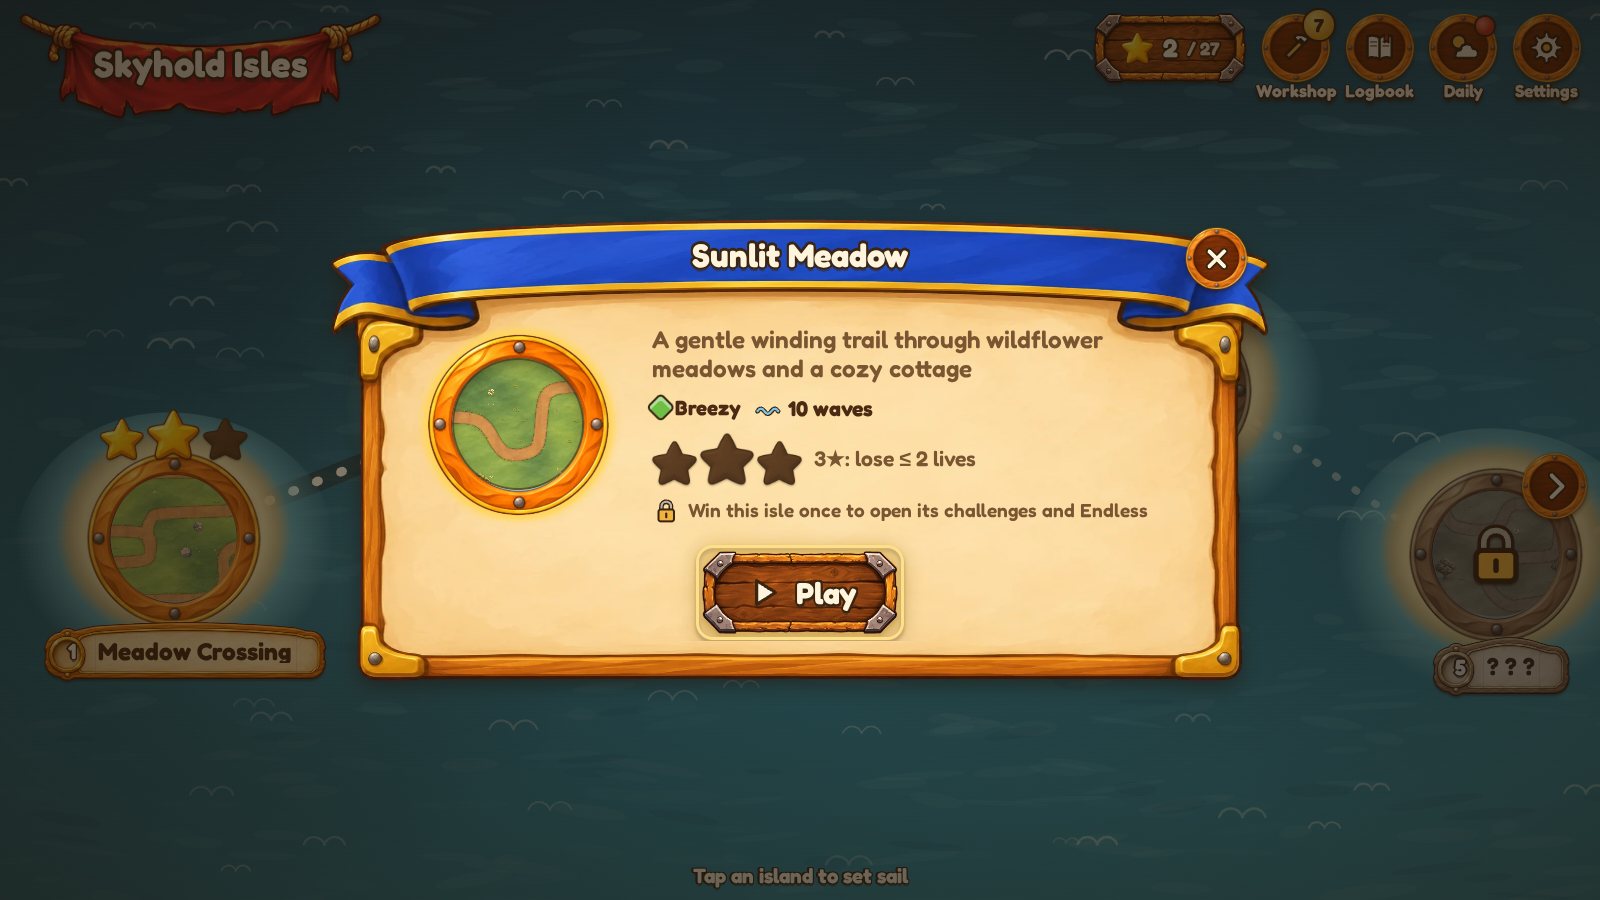 Skyhold Isles
2 / 27
7
Workshop
Logbook
Daily
Settings
Sunlit Meadow
A gentle winding trail through wildflower
meadows and a cozy cottage
Breezy
10 waves
3★: lose ≤ 2 lives
Win this isle once to open its challenges and Endless
Play
1 Meadow Crossing
5 ? ? ?
Tap an island to set sail